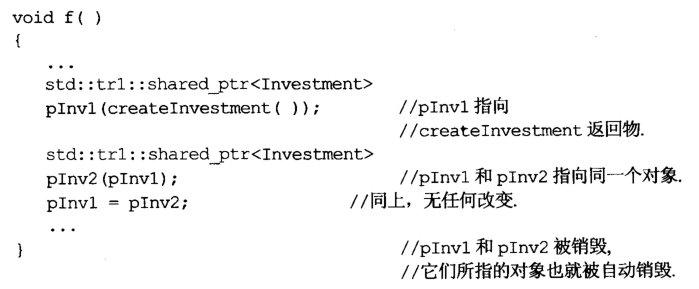 void f( )
{
...
std::tr1::shared_ptr<Investment>
pInv1(createInvestment( )); //pInv1 指向
//createInvestment 返回物.
std::tr1::shared_ptr<Investment>
pInv2(pInv1); //pInv1 和 pInv2 指向同一个对象.
pInv1 = pInv2; //同上，无任何改变.
...
} //pInv1 和 pInv2 被销毁,
//它们所指的对象也就被自动销毁.